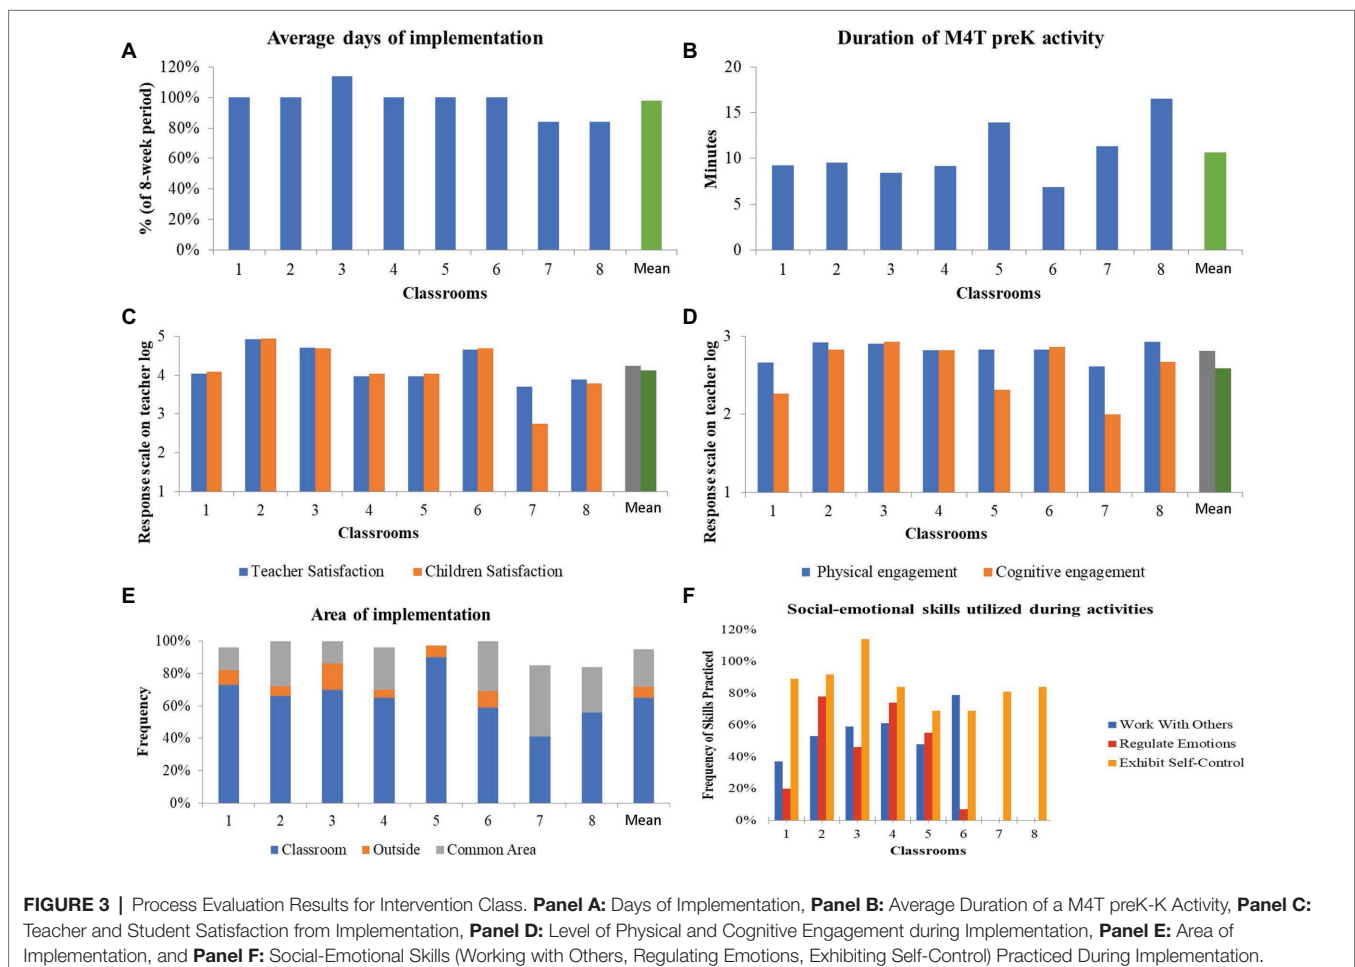 A
Average days of implementation
120%
100%
80%
60%
40%
20%
0%
% (of 8-week period)
1 2 3 4 5 6 7 8 Mean
Classrooms
B
Duration of M4T preK activity
20
15
10
5
0
Minutes
1 2 3 4 5 6 7 8 Mean
Classrooms
C
5
4
3
2
1
Response scale on teacher log
1 2 3 4 5 6 7 8 Mean
Classrooms
Teacher Satisfaction Children Satisfaction
D
3
2
1
Response scale on teacher log
1 2 3 4 5 6 7 8 Mean
Classrooms
Physical engagement Cognitive engagement
E
Area of implementation
100%
80%
60%
40%
20%
0%
Frequency
1 2 3 4 5 6 7 8 Mean
Classroom Outside Common Area
F
Social-emotional skills utilized during activities
120%
100%
80%
60%
40%
20%
0%
Frequency of Skills Practiced
1 2 3 4 5 6 7 8
Classrooms
Work With Others
Regulate Emotions
Exhibit Self-Control
FIGURE 3 | Process Evaluation Results for Intervention Class. Panel A: Days of Implementation, Panel B: Average Duration of a M4T preK-K Activity, Panel C:
Teacher and Student Satisfaction from Implementation, Panel D: Level of Physical and Cognitive Engagement during Implementation, Panel E: Area of
Implementation, and Panel F: Social-Emotional Skills (Working with Others, Regulating Emotions, Exhibiting Self-Control) Practiced During Implementation.